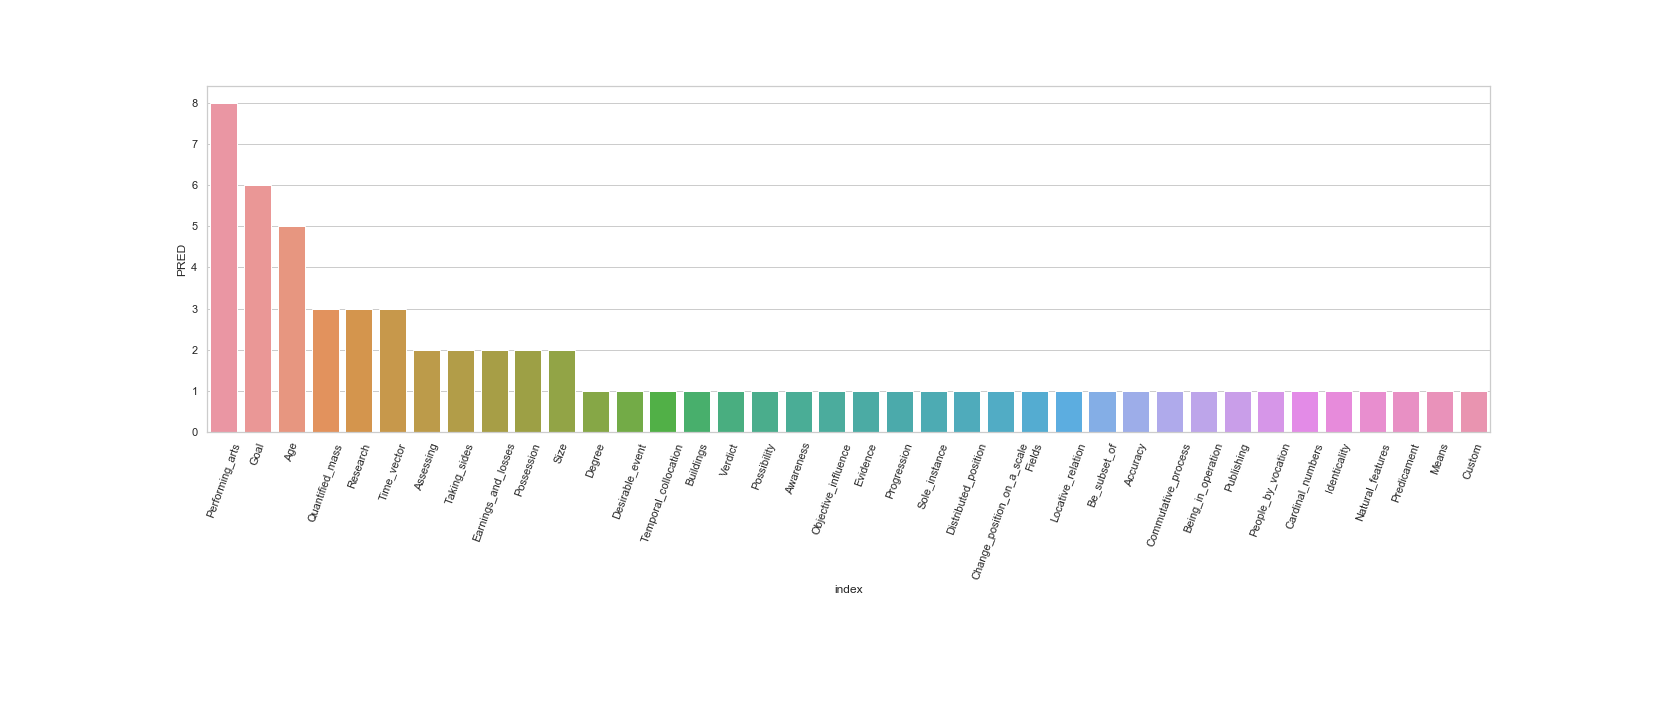 8
7
6
5
4
3
2
1
0
PRED
Performing_arts
Goal
Age
Quantified_mass
Research
Time_vector
Assessing
Taking_sides
Earnings_and_losses
Possession
Size
Degree
Desirable_event
Temporal_collocation
Buildings
Verdict
Possibility
Awareness
Objective_influence
Evidence
Progression
Sole_instance
Distributed_position
Change_position_on_a_scale
Fields
Locative_relation
Be_subset_of
Accuracy
Commutative_process
Being_in_operation
Publishing
People_by_vocation
Cardinal_numbers
Identicality
Natural_features
Predicament
Means
Custom
index